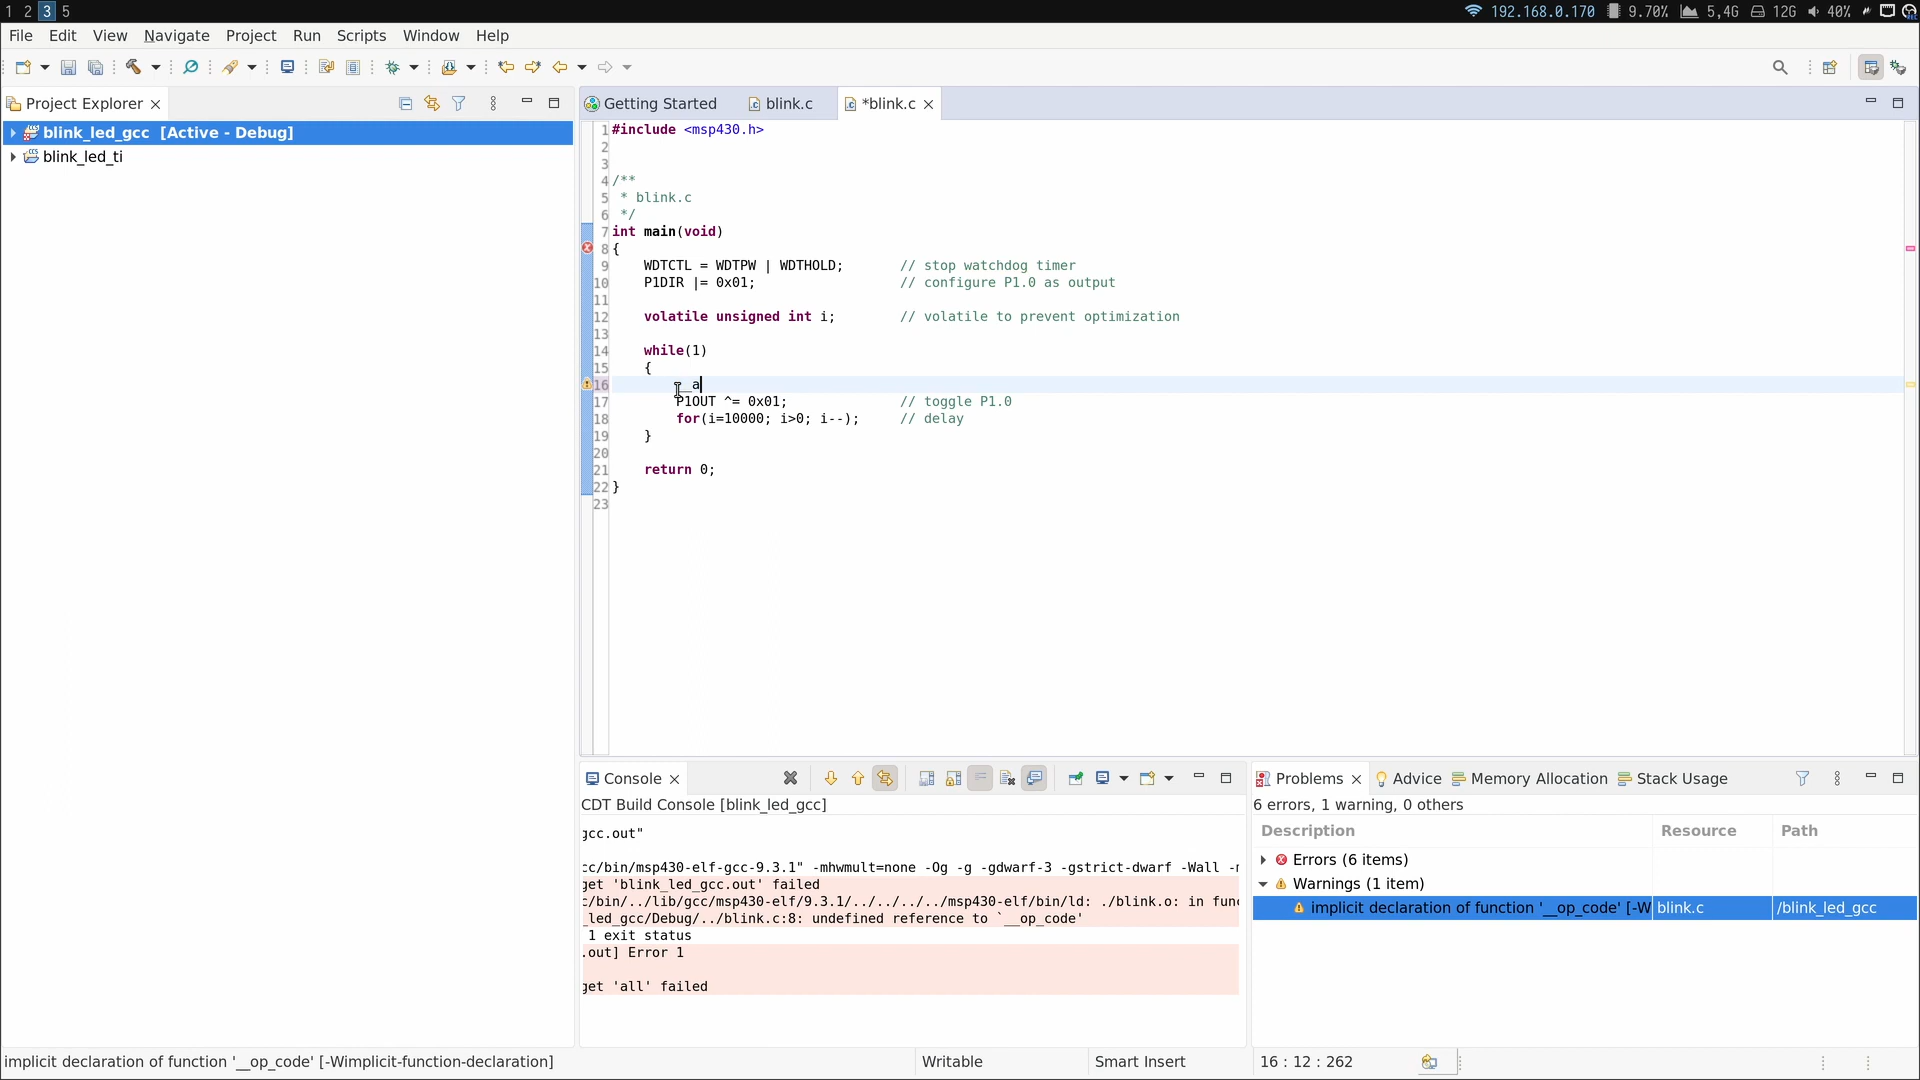 1 2 3 5
192.168.0.170 9.70% 5,4G 12G 40%
File Edit View Navigate Project Run Scripts Window Help
Project Explorer
blink_led_gcc [Active - Debug]
blink_led_ti
Getting Started blink.c *blink.c
1 #include <msp430.h>
2
3
4 /**
5 * blink.c
6 */
7 int main(void)
8 {
9 WDTCTL = WDTPW | WDTHOLD; // stop watchdog timer
10 P1DIR |= 0x01; // configure P1.0 as output
11
12 volatile unsigned int i; // volatile to prevent optimization
13
14 while(1)
15 {
16 __a
17 P1OUT ^= 0x01; // toggle P1.0
18 for(i=10000; i>0; i--); // delay
19 }
20
21 return 0;
22 }
23
Console
CDT Build Console [blink_led_gcc]
gcc.out"
cc/bin/msp430-elf-gcc-9.3.1" -mhwmult=none -Og -g -gdwarf-3 -gstrict-dwarf -Wall
get 'blink_led_gcc.out' failed
c/bin/../lib/gcc/msp430-elf/9.3.1/../../../../msp430-elf/bin/ld: ./blink.o: in func
_led_gcc/Debug/../blink.c:8: undefined reference to `__op_code'
1 exit status
.out] Error 1
get 'all' failed
Problems Advice Memory Allocation Stack Usage
6 errors, 1 warning, 0 others
Description Resource Path
Errors (6 items)
Warnings (1 item)
implicit declaration of function '__op_code' [-W blink.c /blink_led_gcc
implicit declaration of function '__op_code' [-Wimplicit-function-declaration] Writable Smart Insert 16 : 12 : 262